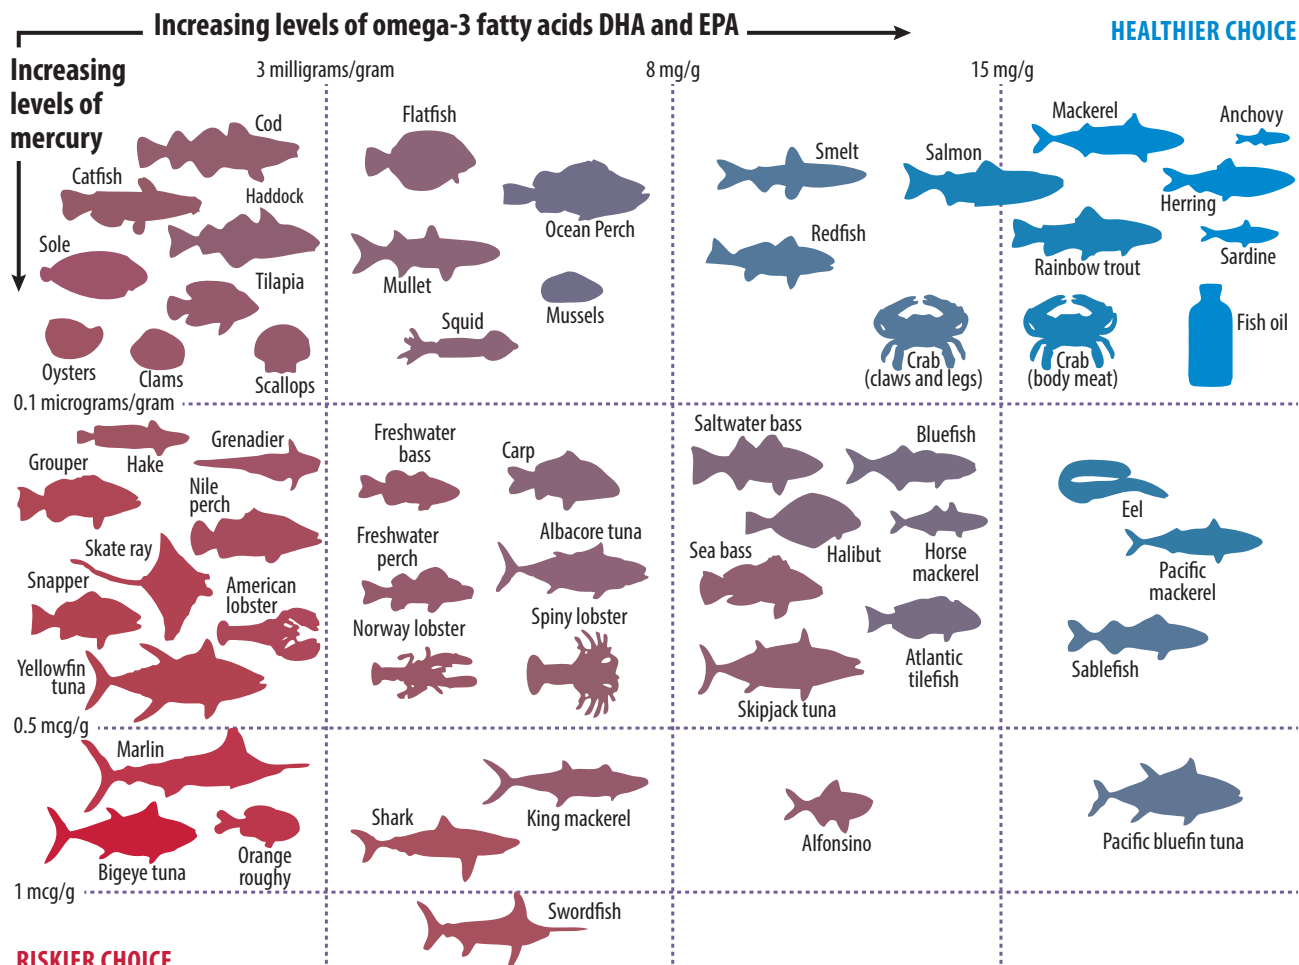 Increasing levels of omega-3 fatty acids DHA and EPA
HEALTHIER CHOICE
Increasing
levels of
mercury
3 milligrams/gram
8 mg/g
15 mg/g
Cod
Catfish
Haddock
Sole
Tilapia
Oysters
Clams
Scallops
Flatfish
Ocean Perch
Mullet
Mussels
Squid
Smelt
Salmon
Redfish
Crab
(claws and legs)
Mackerel
Anchovy
Herring
Rainbow trout
Sardine
Crab
(body meat)
Fish oil
0.1 micrograms/gram
Hake
Grenadier
Grouper
Nile
perch
Skate ray
Snapper
American
lobster
Yellowfin
tuna
Freshwater
bass
Carp
Freshwater
perch
Albacore tuna
Norway lobster
Spiny lobster
Saltwater bass
Bluefish
Halibut
Horse
mackerel
Sea bass
Atlantic
tilefish
Skipjack tuna
Eel
Pacific
mackerel
Sablefish
0.5 mcg/g
Marlin
Bigeye tuna
Orange
roughy
King mackerel
Shark
Alfonsino
Pacific bluefin tuna
1 mcg/g
Swordfish
RISKIER CHOICE